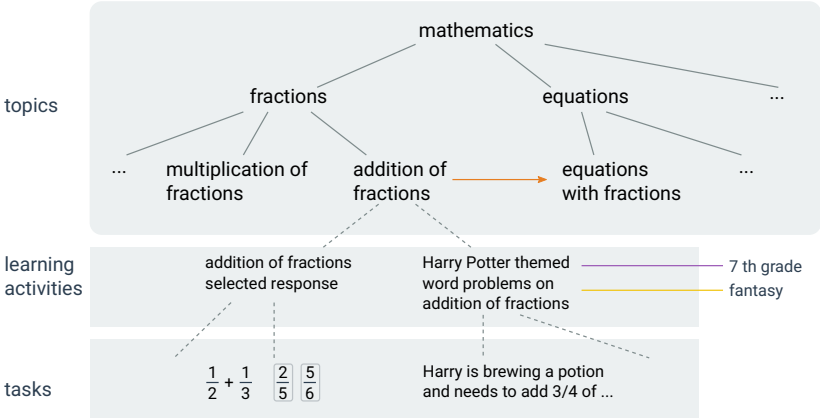 mathematics
topics
fractions
equations
...
...
multiplication of
fractions
addition of
fractions
equations
with fractions
...
learning
activities
addition of fractions
selected response
Harry Potter themed
word problems on
addition of fractions
7 th grade
fantasy
tasks
1/2 + 1/3 2/5 5/6
Harry is brewing a potion
and needs to add 3/4 of ...